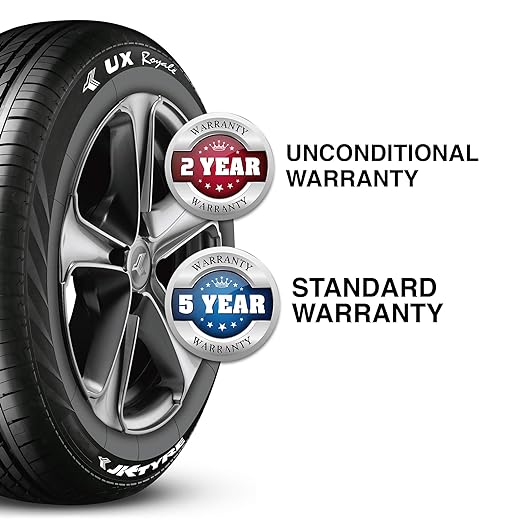 UX Royale
WARRANTY
2 YEAR
WARRANTY
UNCONDITIONAL
WARRANTY
WARRANTY
5 YEAR
WARRANTY
STANDARD
WARRANTY
JKTYRE